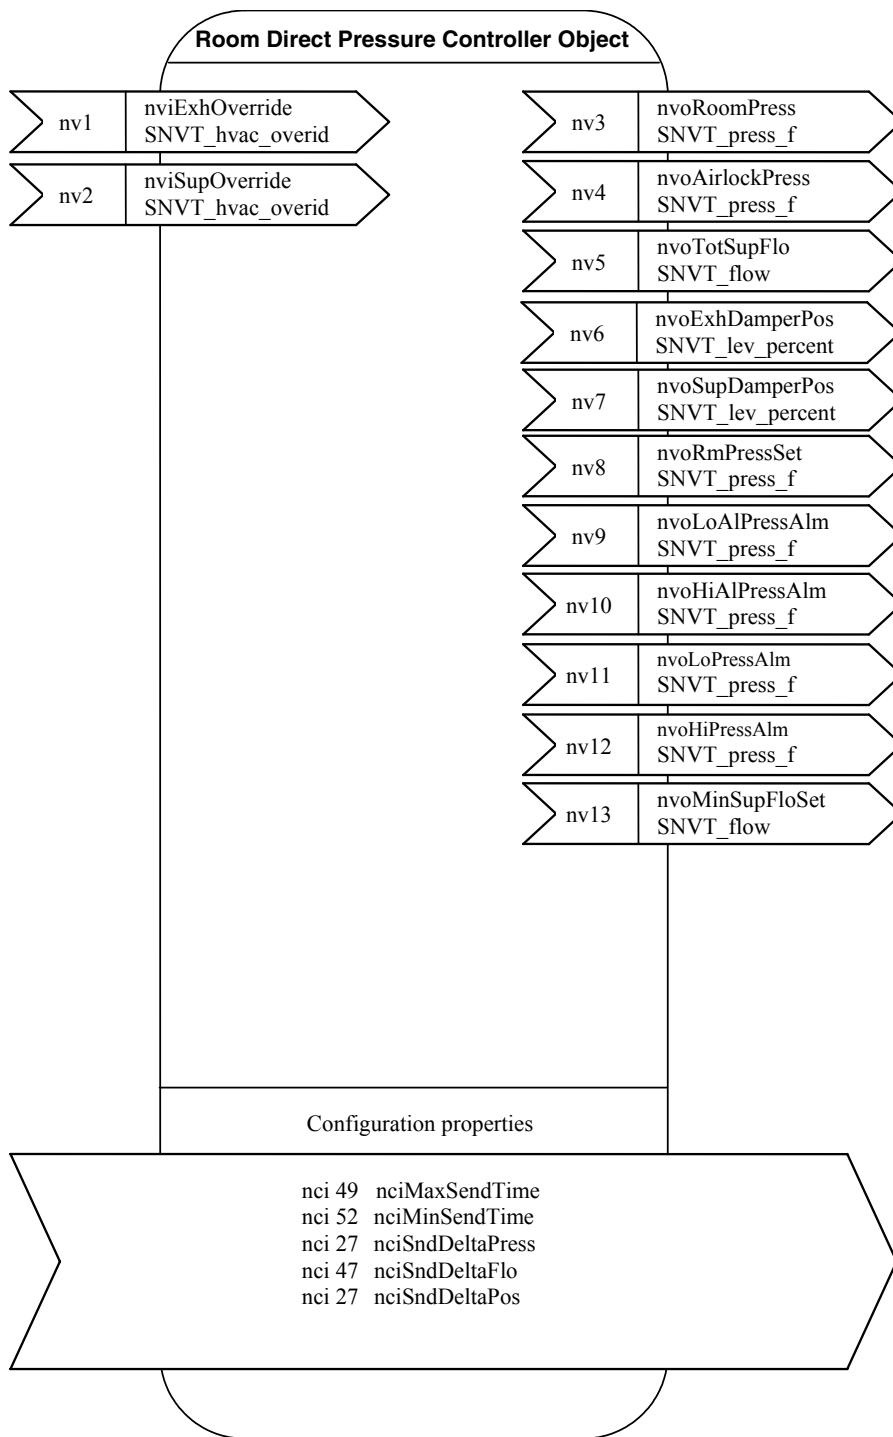 Room Direct Pressure Controller Object
nv1
nviExhOverride
SNVT_hvac_overid
nv2
nviSupOverride
SNVT_hvac_overid
nv3
nvoRoomPress
SNVT_press_f
nv4
nvoAirlockPress
SNVT_press_f
nv5
nvoTotSupFlo
SNVT_flow
nv6
nvoExhDamperPos
SNVT_lev_percent
nv7
nvoSupDamperPos
SNVT_lev_percent
nv8
nvoRmPressSet
SNVT_press_f
nv9
nvoLoAlPressAlm
SNVT_press_f
nv10
nvoHiAlPressAlm
SNVT_press_f
nv11
nvoLoPressAlm
SNVT_press_f
nv12
nvoHiPressAlm
SNVT_press_f
nv13
nvoMinSupFloSet
SNVT_flow
Configuration properties
nci 49 nciMaxSendTime
nci 52 nciMinSendTime
nci 27 nciSndDeltaPress
nci 47 nciSndDeltaFlo
nci 27 nciSndDeltaPos